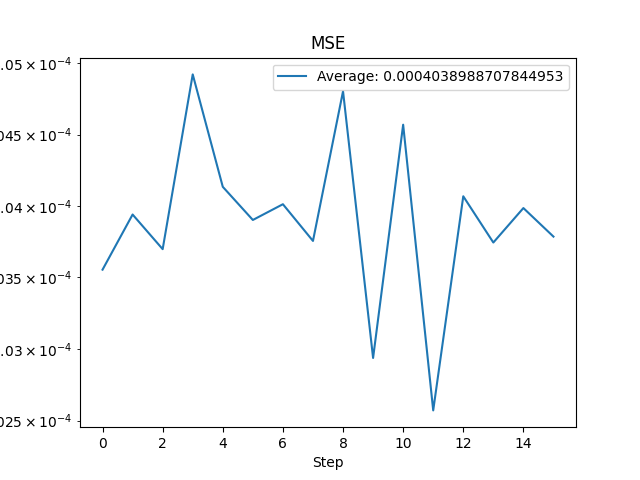 MSE
Average: 0.0004038988707844953
.05 × 10⁻⁴
045 × 10⁻⁴
.04 × 10⁻⁴
035 × 10⁻⁴
.03 × 10⁻⁴
025 × 10⁻⁴
0 2 4 6 8 10 12 14
Step